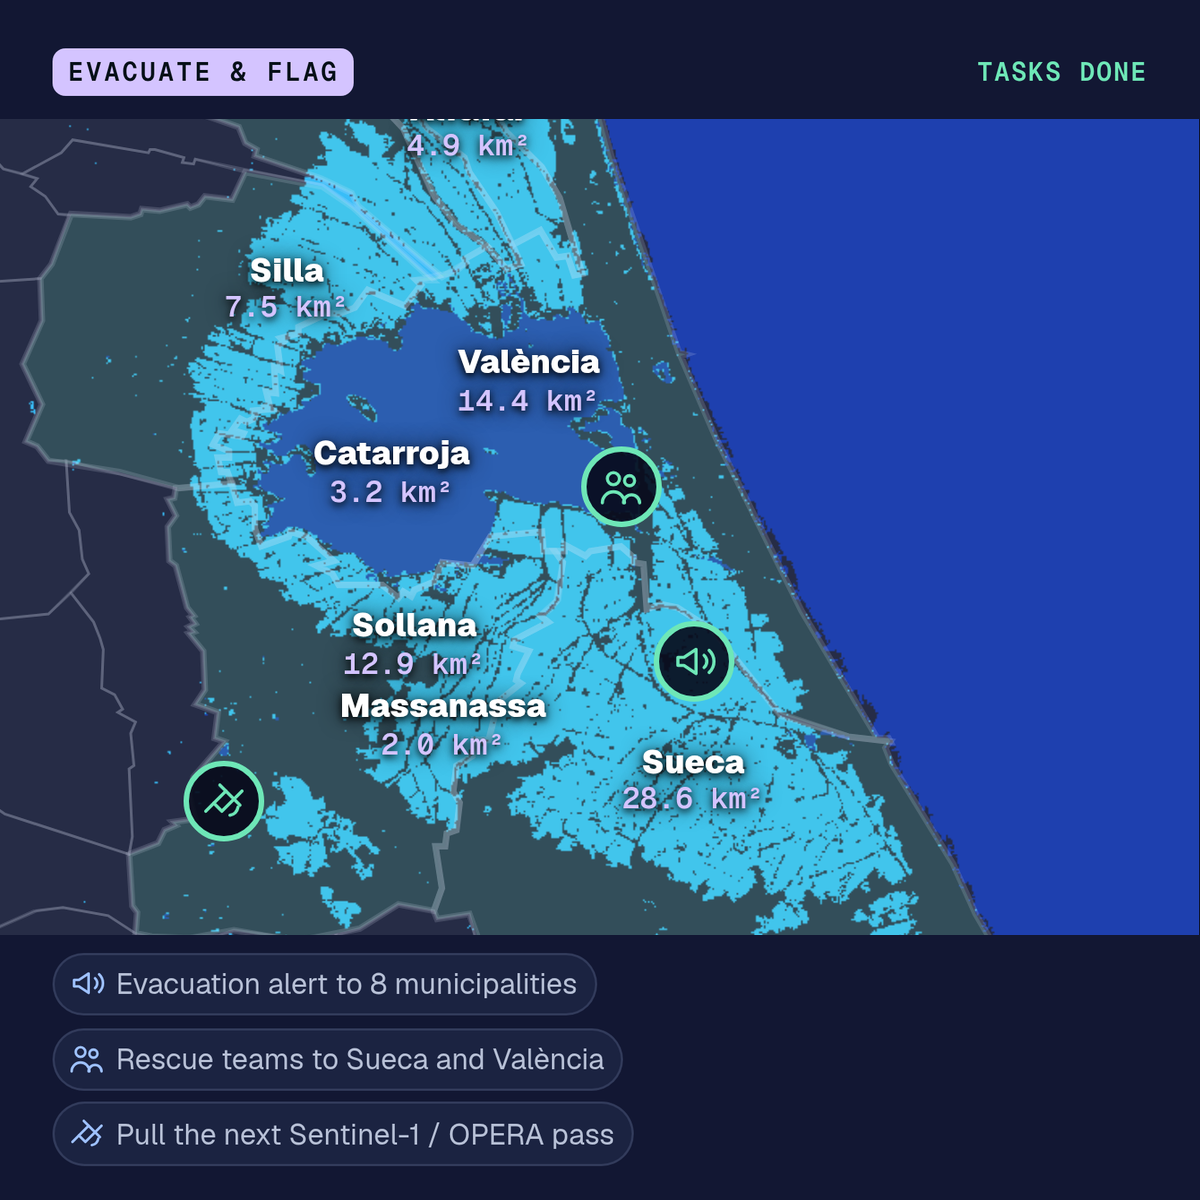 EVACUATE & FLAG
TASKS DONE
4.9 km²
Silla
7.5 km²
València
14.4 km²
Catarroja
3.2 km²
Sollana
12.9 km²
Massanassa
2.0 km²
Sueca
28.6 km²
Evacuation alert to 8 municipalities
Rescue teams to Sueca and València
Pull the next Sentinel-1 / OPERA pass